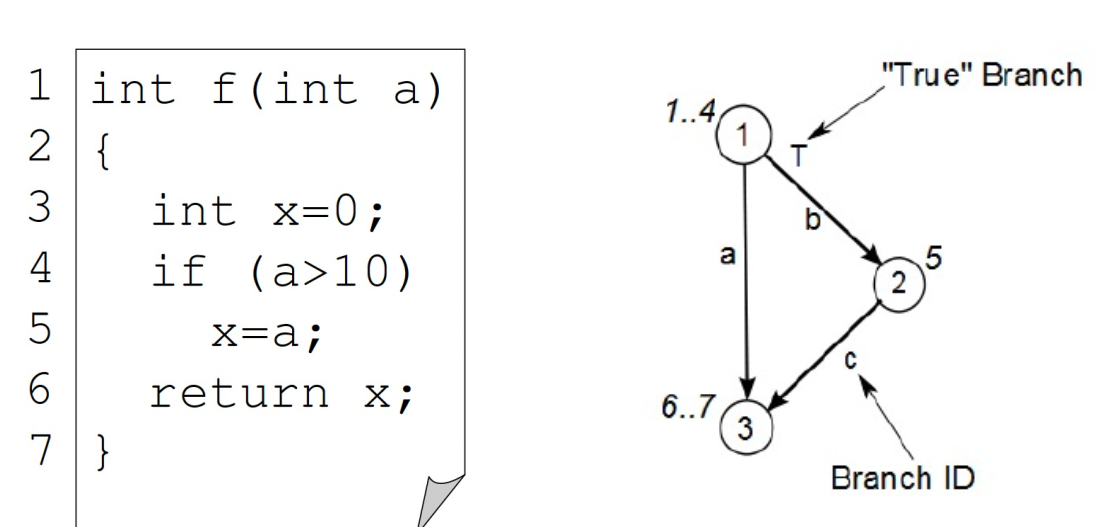 1 int f(int a)
2 {
3 int x=0;
4 if (a>10)
5 x=a;
6 return x;
7 }
"True" Branch
1..4
1
T
b
a
5
2
c
6..7
3
Branch ID